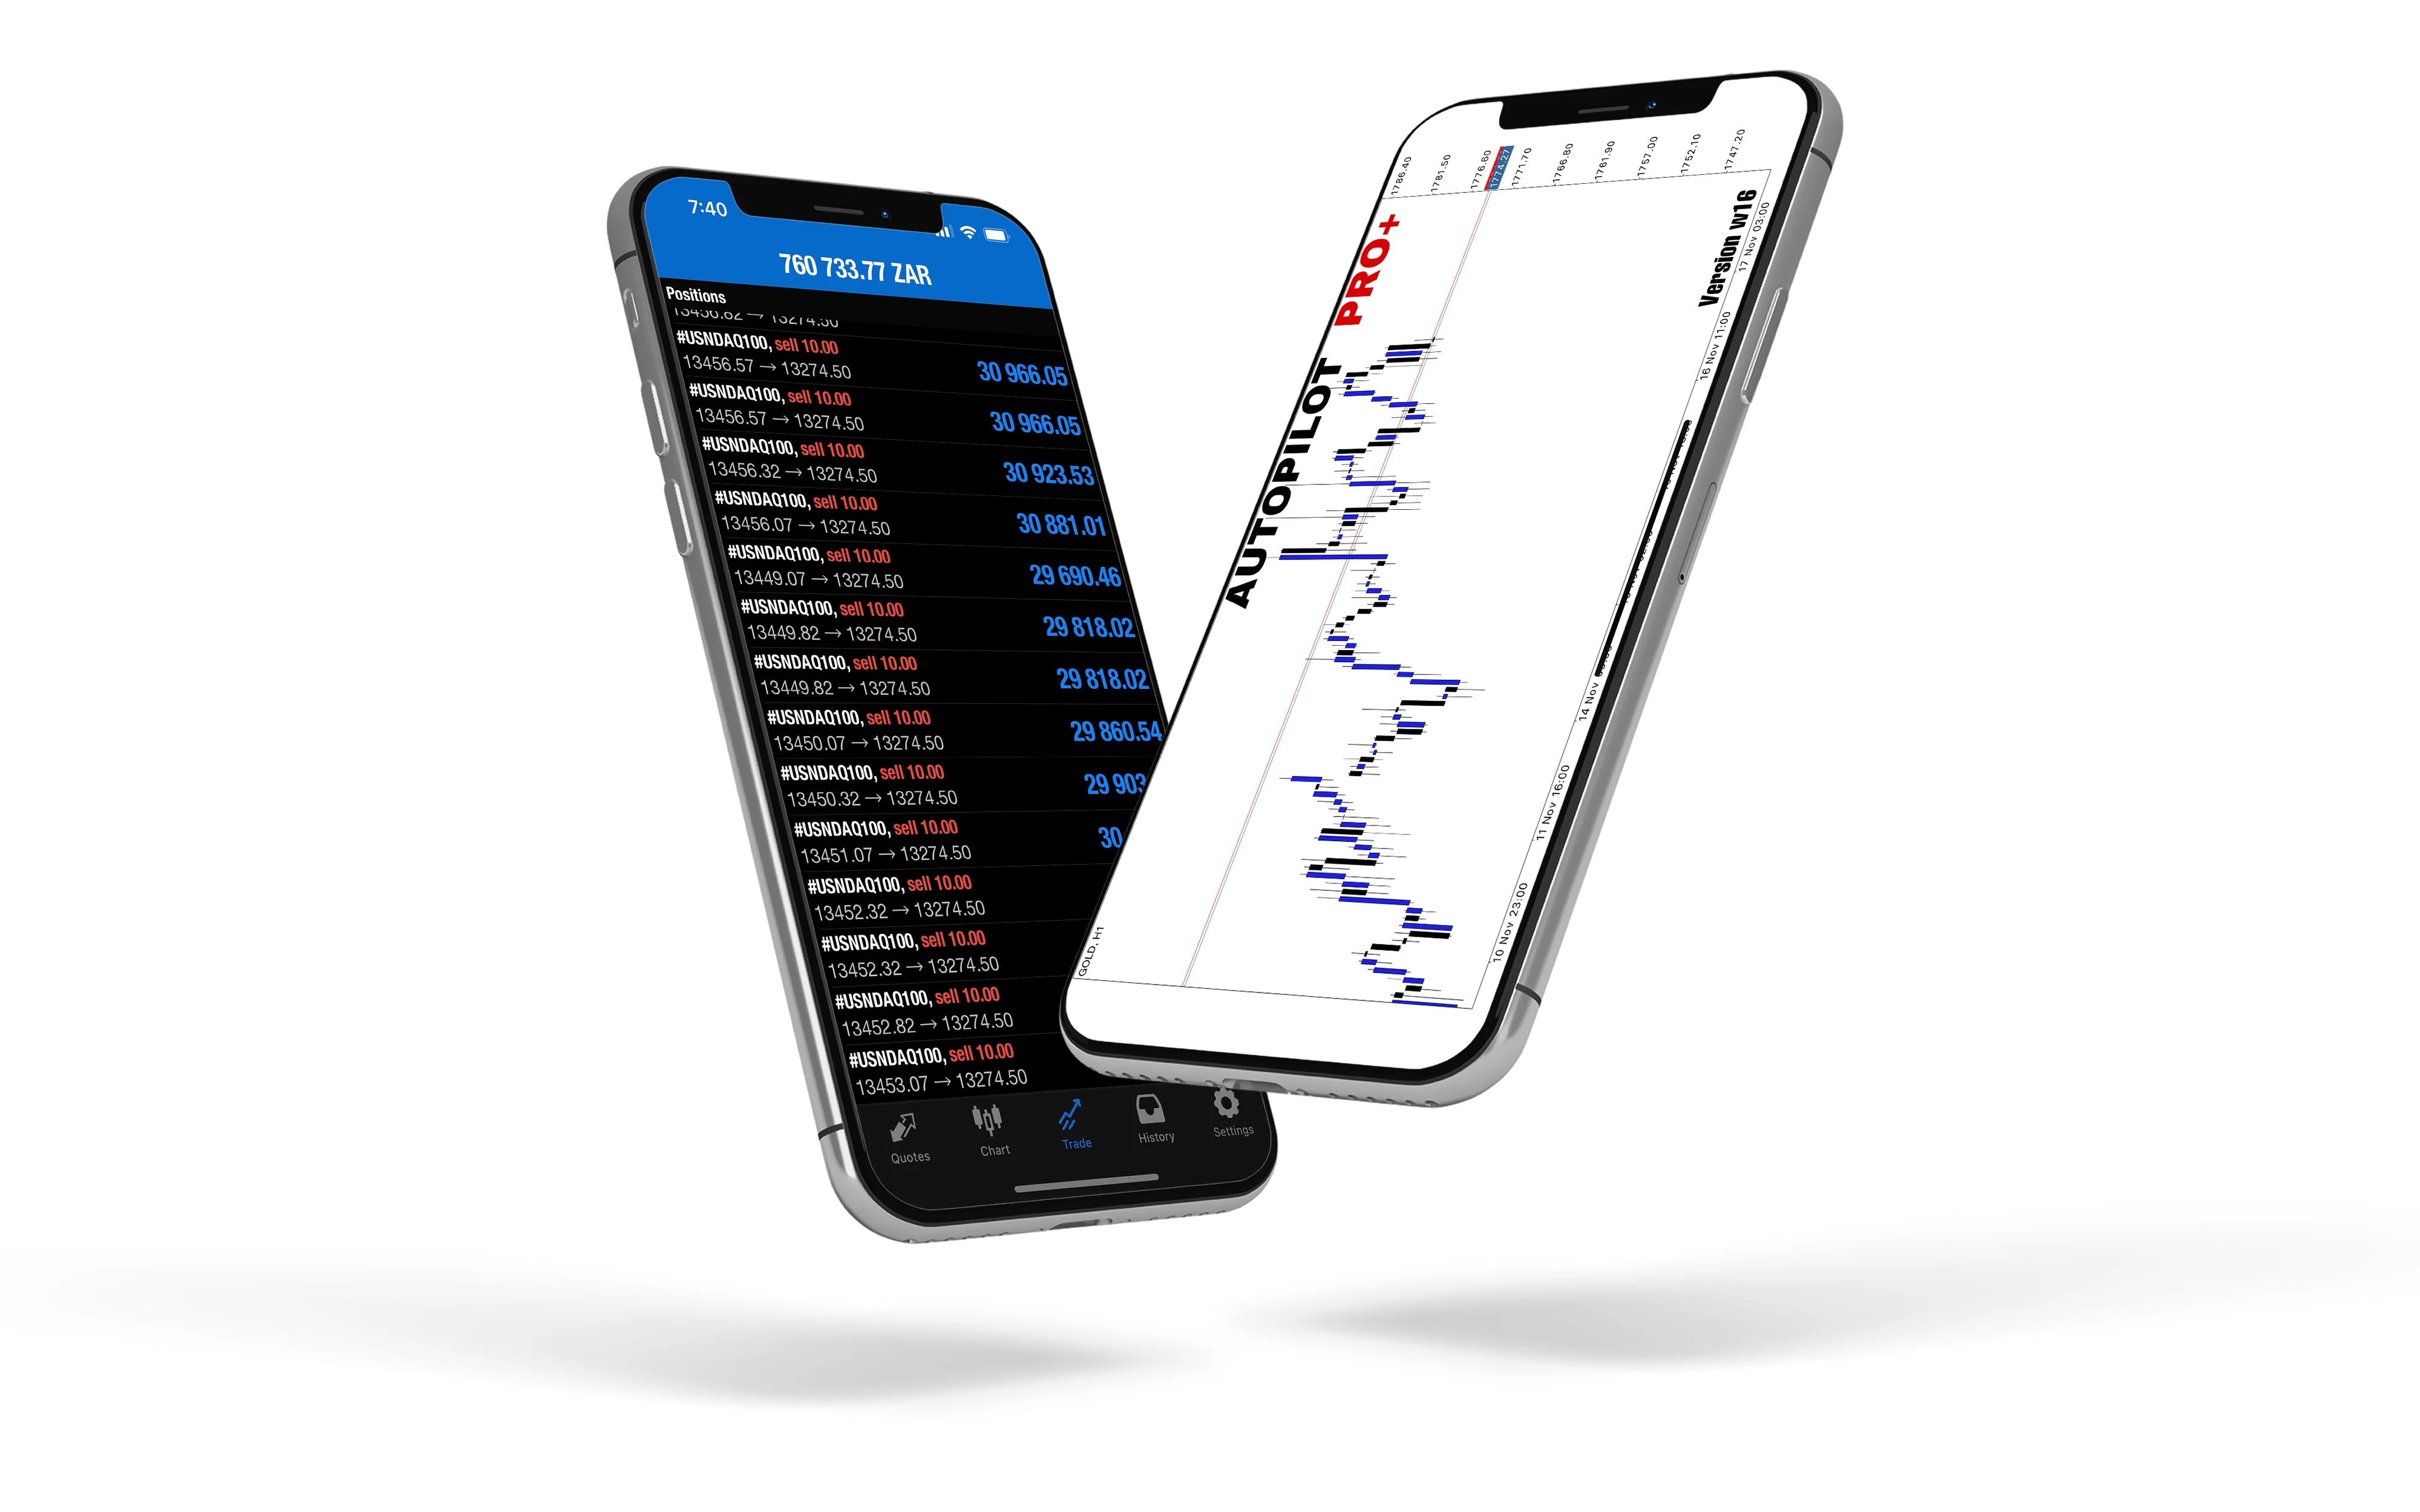 7:40
760 733.77 ZAR
Positions
13456.82 → 13274.50
#USNDAQ100, sell 10.00
13456.57 → 13274.50
30 966.05
#USNDAQ100, sell 10.00
13456.57 → 13274.50
30 966.05
#USNDAQ100, sell 10.00
13456.32 → 13274.50
30 923.53
#USNDAQ100, sell 10.00
13456.07 → 13274.50
30 881.01
#USNDAQ100, sell 10.00
13449.07 → 13274.50
29 690.46
#USNDAQ100, sell 10.00
13449.82 → 13274.50
29 818.02
#USNDAQ100, sell 10.00
13449.82 → 13274.50
29 818.02
#USNDAQ100, sell 10.00
13450.07 → 13274.50
29 860.54
#USNDAQ100, sell 10.00
13450.32 → 13274.50
29 903
#USNDAQ100, sell 10.00
13451.07 → 13274.50
30
#USNDAQ100, sell 10.00
13452.32 → 13274.50
#USNDAQ100, sell 10.00
13452.32 → 13274.50
#USNDAQ100, sell 10.00
13452.82 → 13274.50
#USNDAQ100, sell 10.00
13453.07 → 13274.50
Quotes
Chart
Trade
History
Settings
GOLD, H1
AUTOPILOT PRO+
1786.40
1781.50
1776.60
1774.27
1771.70
1766.80
1761.90
1757.00
1752.10
1747.20
Version w16
10 Nov 23:00
11 Nov 16:00
14 Nov
16 Nov 11:00
17 Nov 03:00